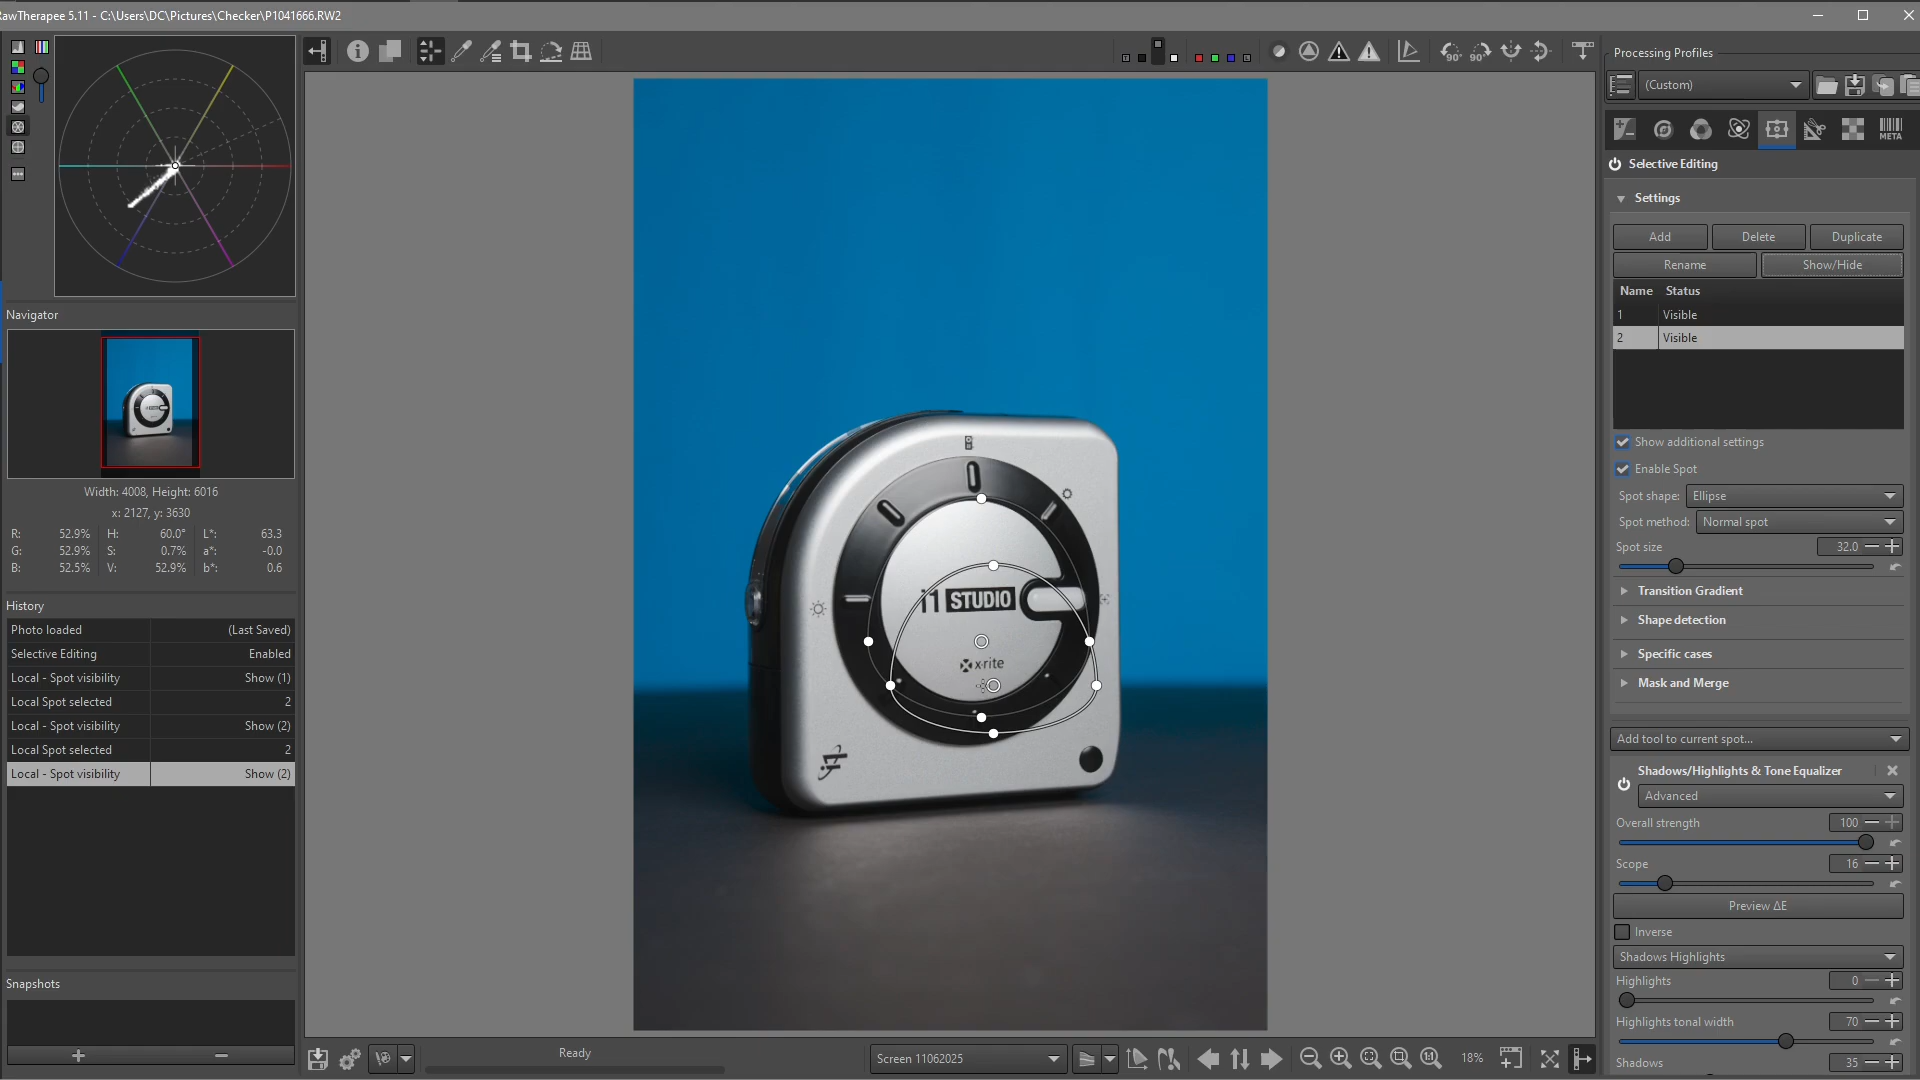 RawTherapee 5.11 - C:\Users\DC\Pictures\Checker\P1041666.RW2
Processing Profiles
(Custom)
META
Selective Editing
Settings
Add Delete Duplicate
Rename Show/Hide
Name Status
1 Visible
2 Visible
Show additional settings
Enable Spot
Spot shape: Ellipse
Spot method: Normal spot
Spot size 32.0
Transition Gradient
Shape detection
Specific cases
Mask and Merge
Add tool to current spot...
Shadows/Highlights & Tone Equalizer
Advanced
Overall strength 100
Scope 16
Preview ΔE
Inverse
Shadows Highlights
Highlights 0
Highlights tonal width 70
Shadows 35
Navigator
Width: 4008, Height: 6016
x: 2127, y: 3630
R: 52.9% H: 60.0° L*: 63.3
G: 52.9% S: 0.7% a*: -0.0
B: 52.5% V: 52.9% b*: 0.6
History
Photo loaded (Last Saved)
Selective Editing Enabled
Local - Spot visibility Show (1)
Local Spot selected 2
Local - Spot visibility Show (2)
Local Spot selected 2
Local - Spot visibility Show (2)
Snapshots
i1 STUDIO
x·rite
i1
90° 90°
Ready
Screen 11062025
1:1
18%